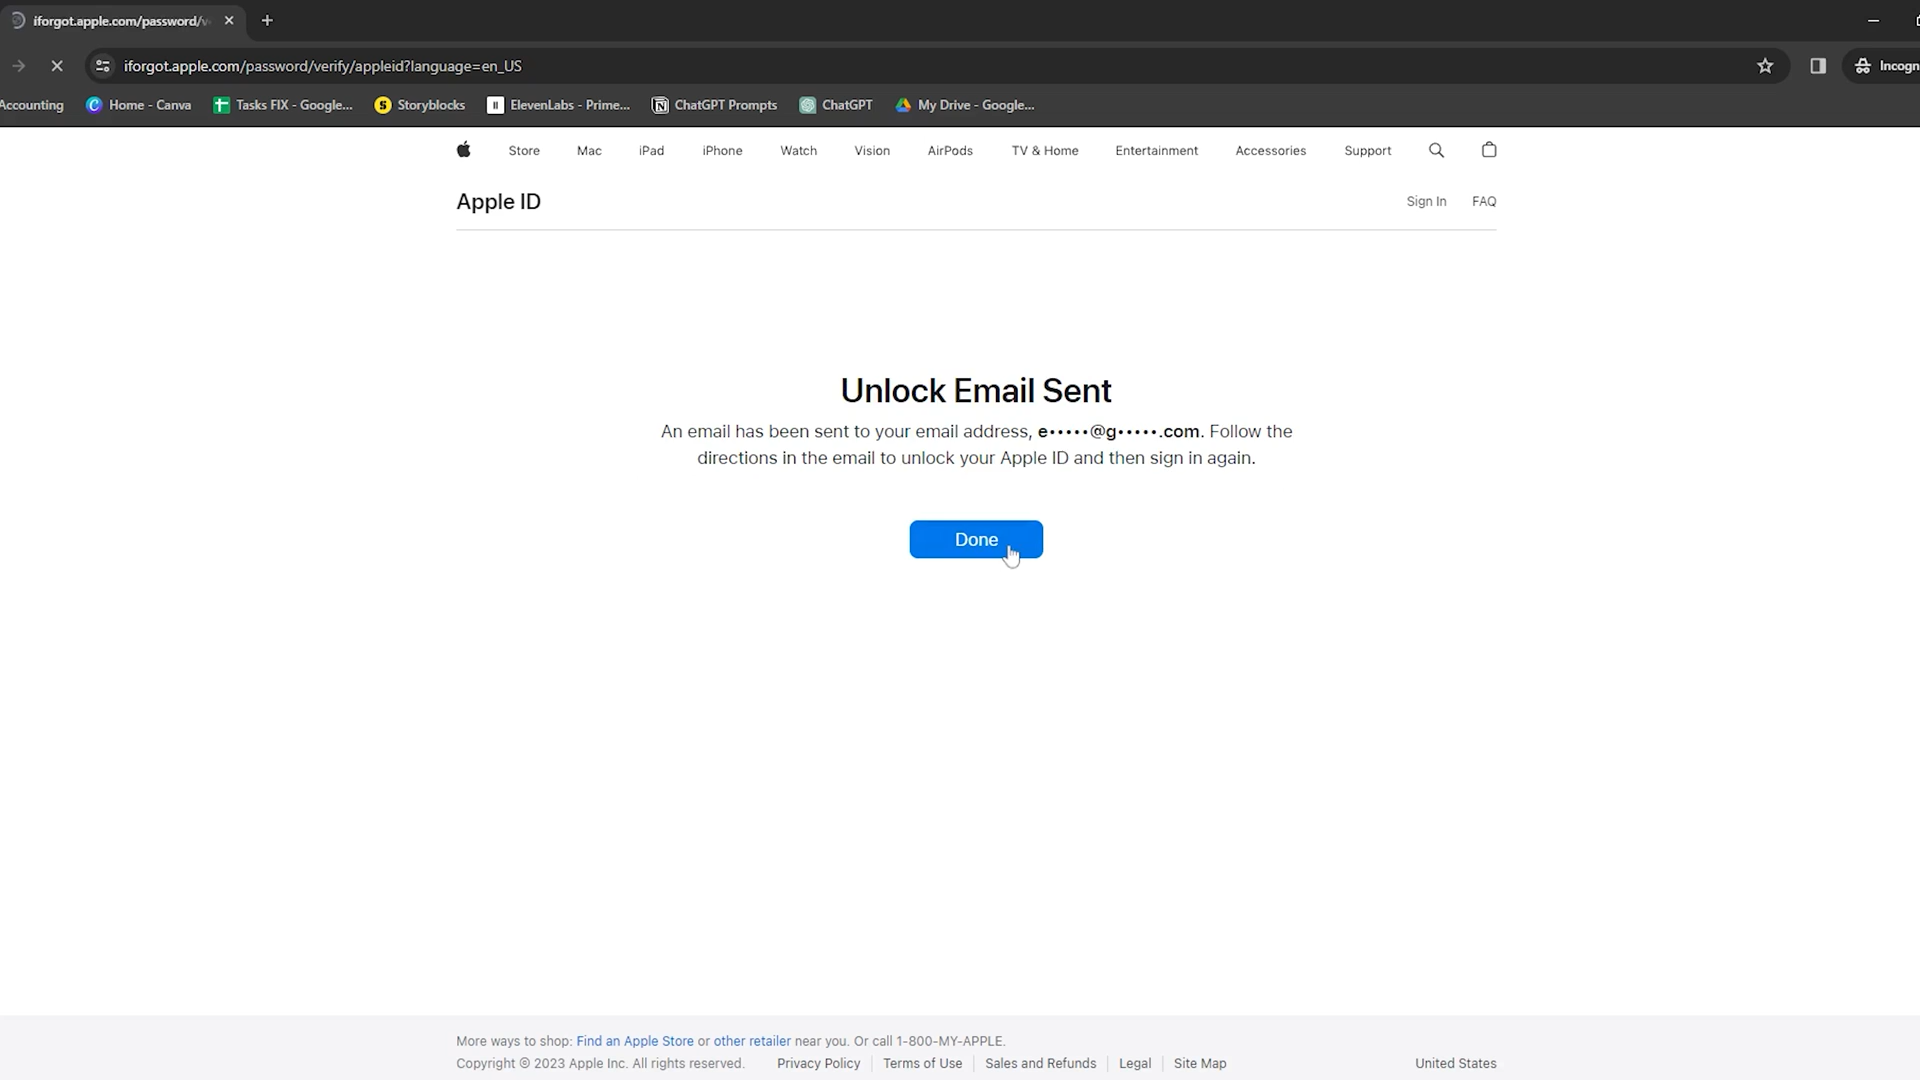 iforgot.apple.com/password/v
iforgot.apple.com/password/verify/appleid?language=en_US
Incogn
Accounting
Home - Canva
Tasks FIX - Google...
Storyblocks
ElevenLabs - Prime...
ChatGPT Prompts
ChatGPT
My Drive - Google...
Store Mac iPad iPhone Watch Vision AirPods TV & Home Entertainment Accessories Support
Apple ID
Sign In FAQ
Unlock Email Sent
An email has been sent to your email address, e•••••@g•••••.com. Follow the
directions in the email to unlock your Apple ID and then sign in again.
Done
More ways to shop: Find an Apple Store or other retailer near you. Or call 1-800-MY-APPLE.
Copyright © 2023 Apple Inc. All rights reserved. Privacy Policy Terms of Use Sales and Refunds Legal Site Map United States